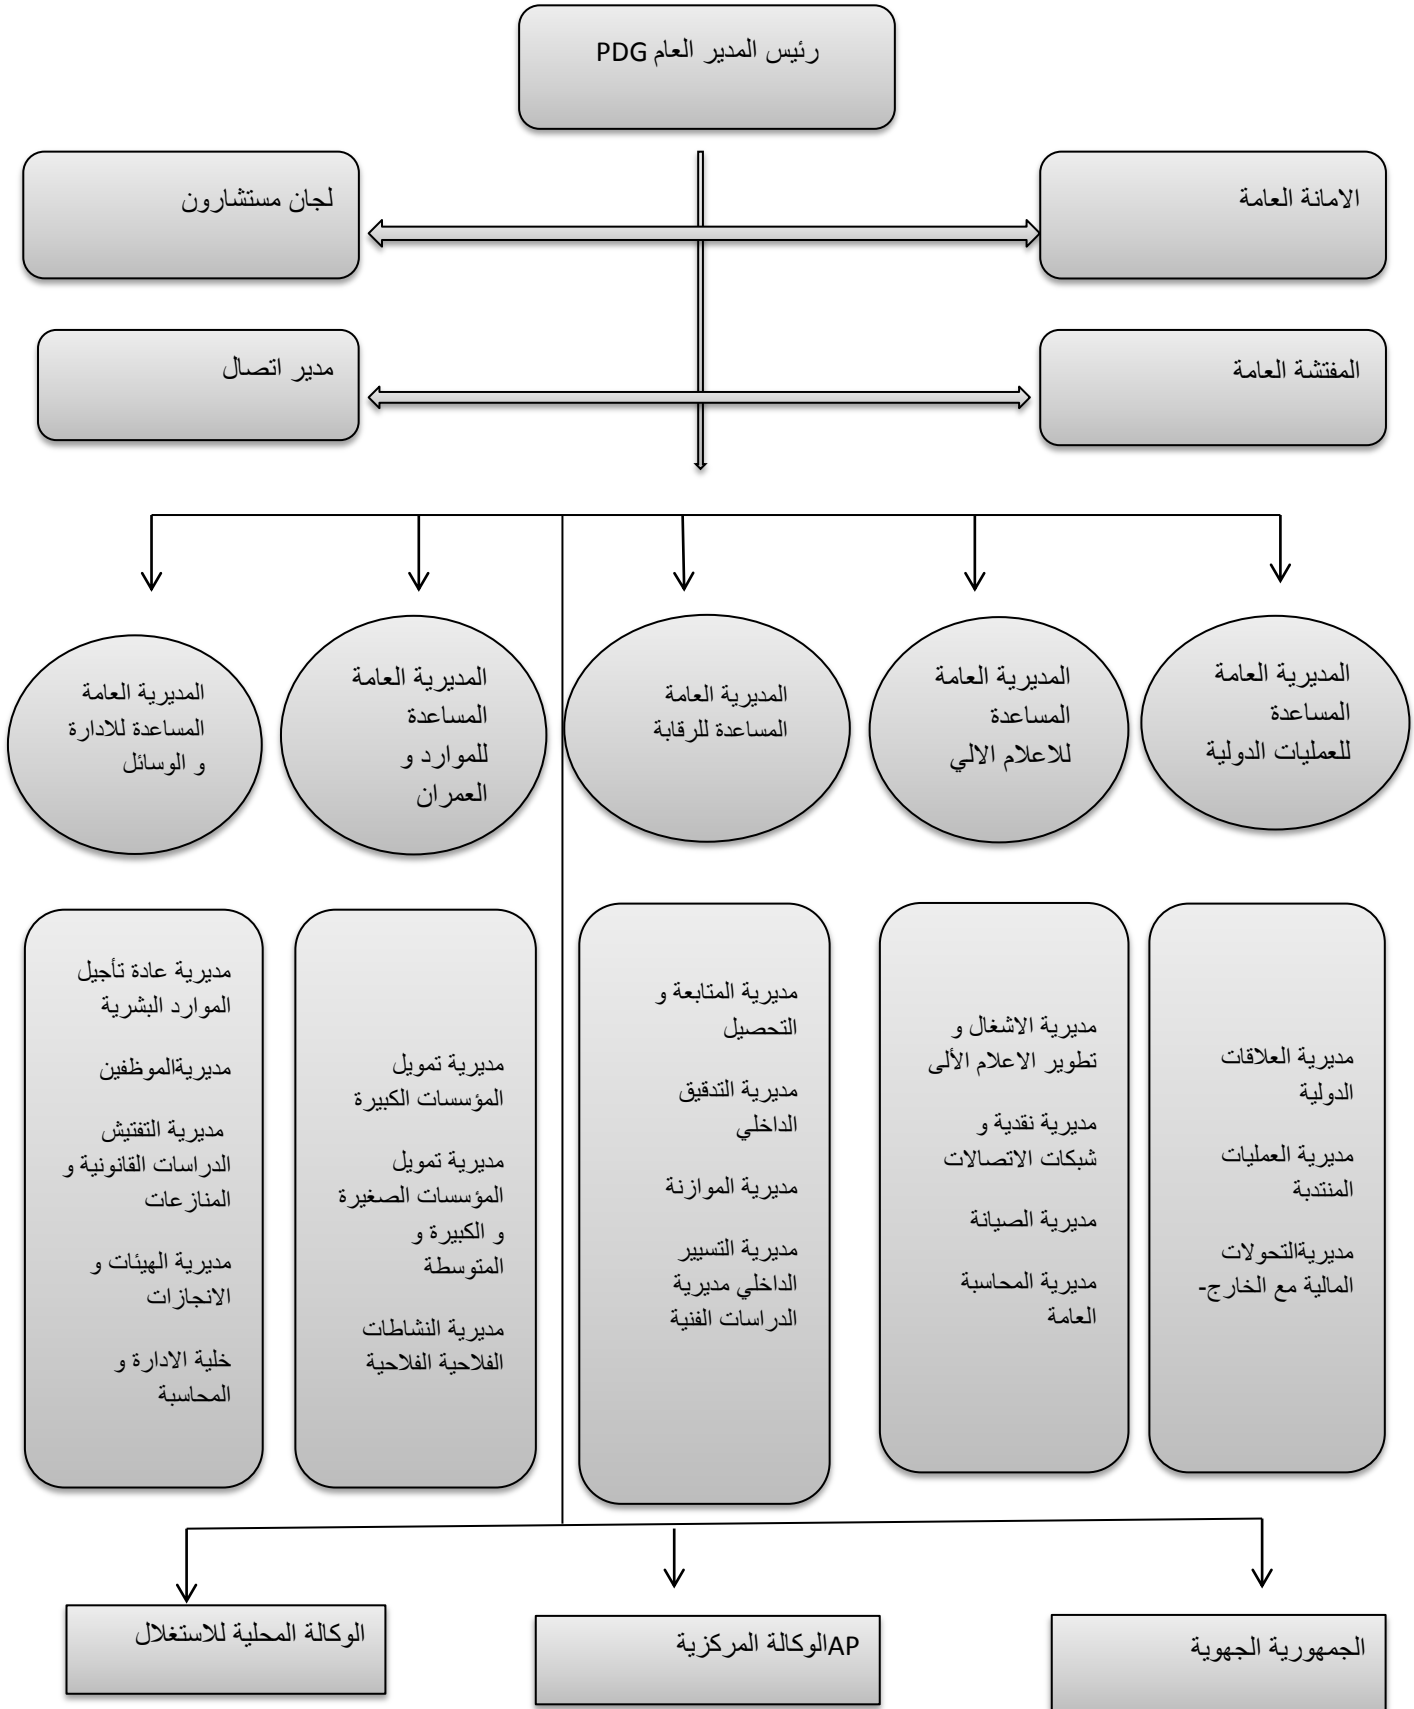 رئيس المدير العام PDG
الامانة العامة
لجان مستشارون
المفتشة العامة
مدير اتصال
المديرية العامة
المساعدة
للعمليات الدولية
المديرية العامة
المساعدة
للاعلام الالي
المديرية العامة
المساعدة للرقابة
المديرية العامة
المساعدة
للموارد و
العمران
المديرية العامة
المساعدة للادارة
و الوسائل
مديرية العلاقات
الدولية
مديرية العمليات
المنتدبة
مديريةالتحولات
المالية مع الخارج-
مديرية الاشغال و
تطوير الاعلام الألى
مديرية نقدية و
شبكات الاتصالات
مديرية الصيانة
مديرية المحاسبة
العامة
مديرية المتابعة و
التحصيل
مديرية التدقيق
الداخلي
مديرية الموازنة
مديرية التسيير
الداخلي مديرية
الدراسات الفنية
مديرية تمويل
المؤسسات الكبيرة
مديرية تمويل
المؤسسات الصغيرة
و الكبيرة و
المتوسطة
مديرية النشاطات
الفلاحية الفلاحية
مديرية عادة تأجيل
الموارد البشرية
مديريةالموظفين
مديرية التفتيش
الدراسات القانونية و
المنازعات
مديرية الهيئات و
الانجازات
خلية الادارة و
المحاسبة
الجمهورية الجهوية
APالوكالة المركزية
الوكالة المحلية للاستغلال